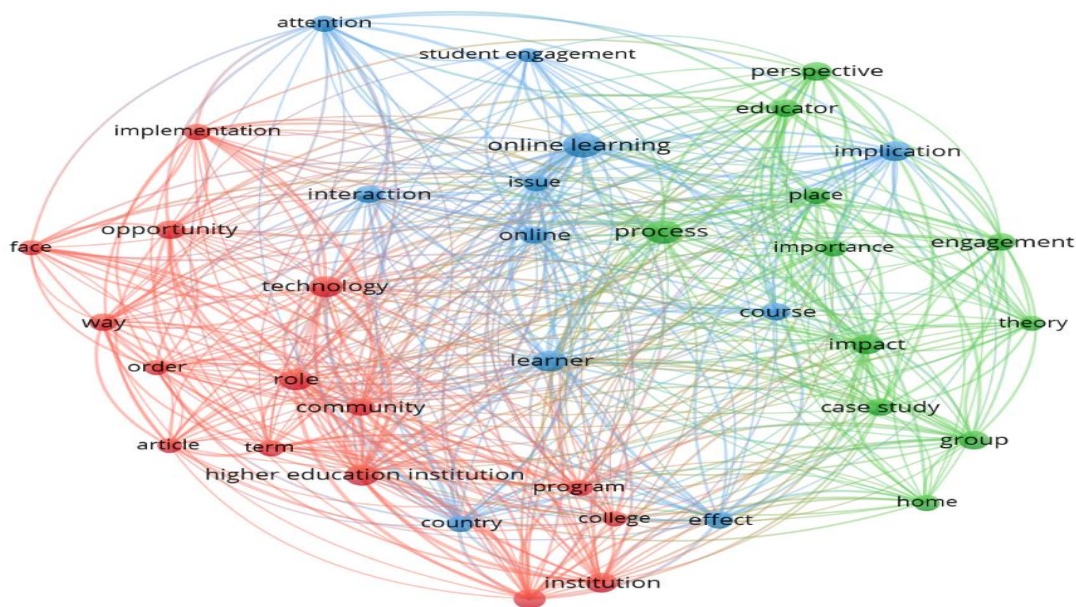 attention
student engagement
perspective
educator
implementation
online learning
implication
issue
interaction
place
opportunity
online
process
face
importance
engagement
technology
course
way
theory
impact
order
learner
role
community
case study
article
term
group
higher education institution
program
home
country
college
effect
institution